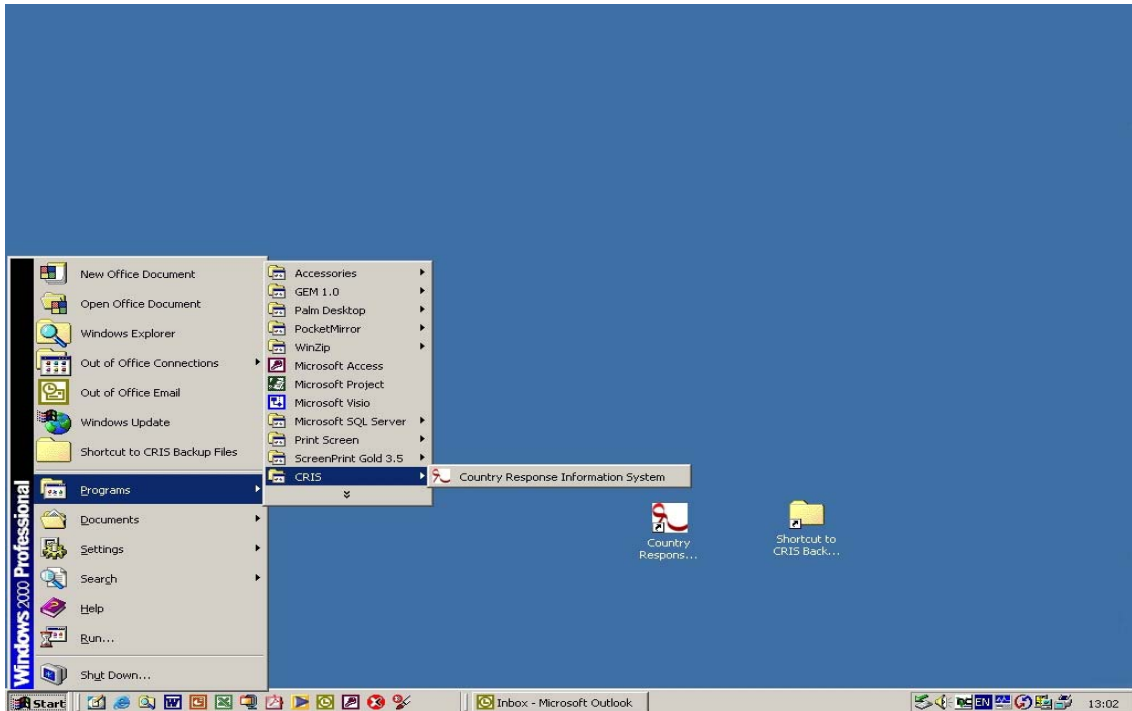 New Office Document
Open Office Document
Windows Explorer
Out of Office Connections
Out of Office Email
Windows Update
Shortcut to CRIS Backup Files
Programs
Documents
Settings
Search
Help
Run...
Shut Down...
Windows 2000 Professional
Accessories
GEM 1.0
Palm Desktop
PocketMirror
WinZip
Microsoft Access
Microsoft Project
Microsoft Visio
Microsoft SQL Server
Print Screen
ScreenPrint Gold 3.5
CRIS
Country Response Information System
Country
Respons...
Shortcut to
CRIS Back...
Start
Inbox - Microsoft Outlook
EN
13:02